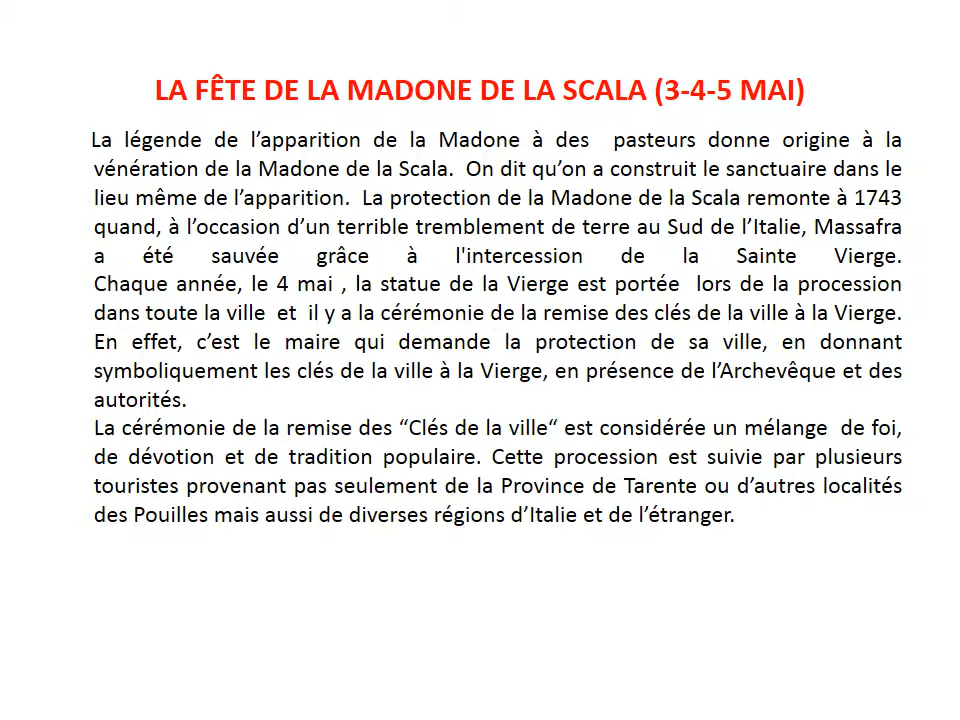 LA FÊTE DE LA MADONE DE LA SCALA (3-4-5 MAI)
La légende de l’apparition de la Madone à des  pasteurs donne origine à la
vénération de la Madone de la Scala.  On dit qu’on a construit le sanctuaire dans le
lieu même de l’apparition.  La protection de la Madone de la Scala remonte à 1743
quand, à l’occasion d’un terrible tremblement de terre au Sud de l’Italie, Massafra
a été sauvée grâce à l'intercession de la Sainte Vierge.
Chaque année, le 4 mai , la statue de la Vierge est portée  lors de la procession
dans toute la ville  et  il y a la cérémonie de la remise des clés de la ville à la Vierge.
En effet, c’est le maire qui demande la protection de sa ville, en donnant
symboliquement les clés de la ville à la Vierge, en présence de l’Archevêque et des
autorités.
La cérémonie de la remise des “Clés de la ville“ est considérée un mélange  de foi,
de dévotion et de tradition populaire. Cette procession est suivie par plusieurs
touristes provenant pas seulement de la Province de Tarente ou d’autres localités
des Pouilles mais aussi de diverses régions d’Italie et de l’étranger.